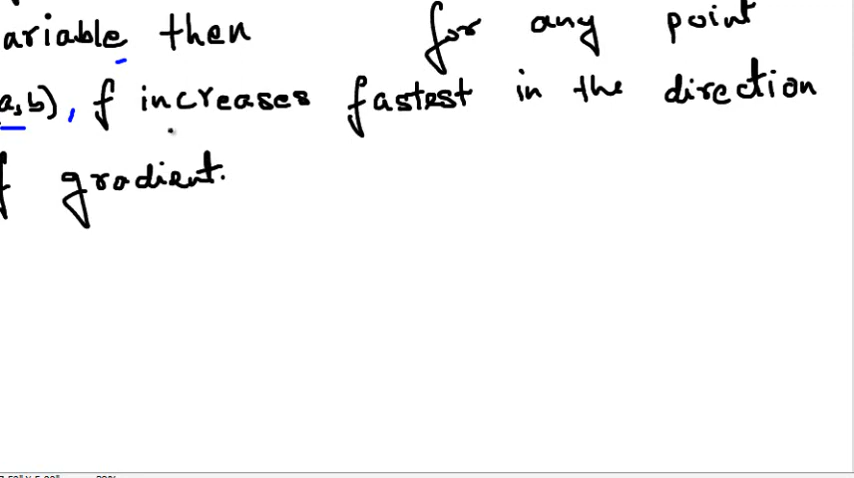 ariable then for any point
a,b), f increases fastest in the direction
f gradient.